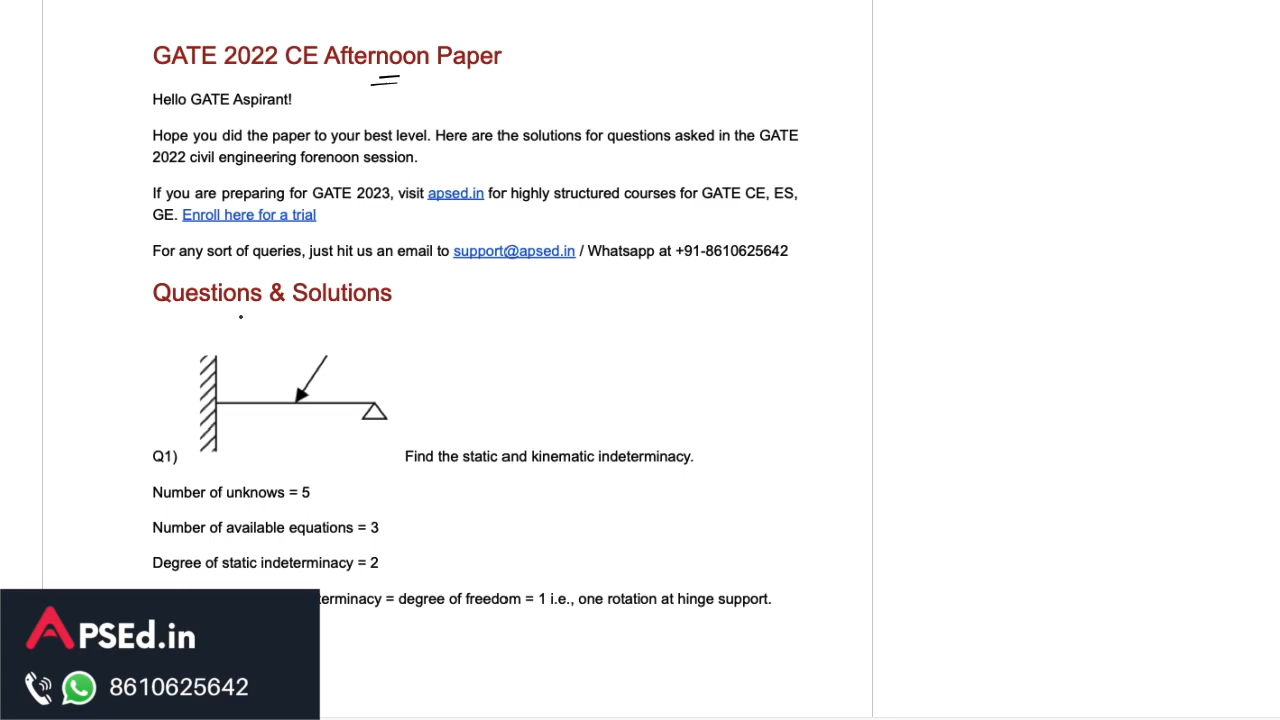 GATE 2022 CE Afternoon Paper
Hello GATE Aspirant!
Hope you did the paper to your best level. Here are the solutions for questions asked in the GATE
2022 civil engineering forenoon session.
If you are preparing for GATE 2023, visit apsed.in for highly structured courses for GATE CE, ES,
GE. Enroll here for a trial
For any sort of queries, just hit us an email to support@apsed.in / Whatsapp at +91-8610625642
Questions & Solutions
Q1) Find the static and kinematic indeterminacy.
Number of unknows = 5
Number of available equations = 3
Degree of static indeterminacy = 2
terminacy = degree of freedom = 1 i.e., one rotation at hinge support.
APSEd.in
8610625642